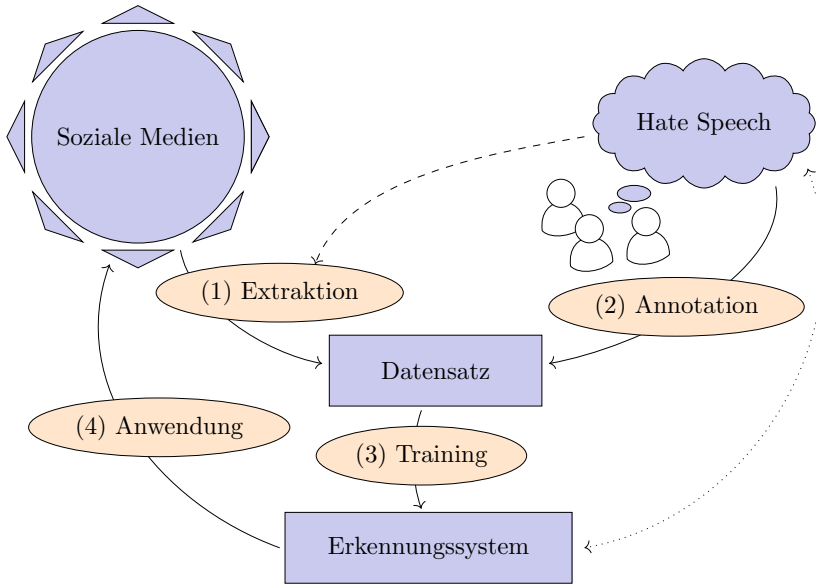 Soziale Medien
Hate Speech
(1) Extraktion
(2) Annotation
Datensatz
(4) Anwendung
(3) Training
Erkennungssystem